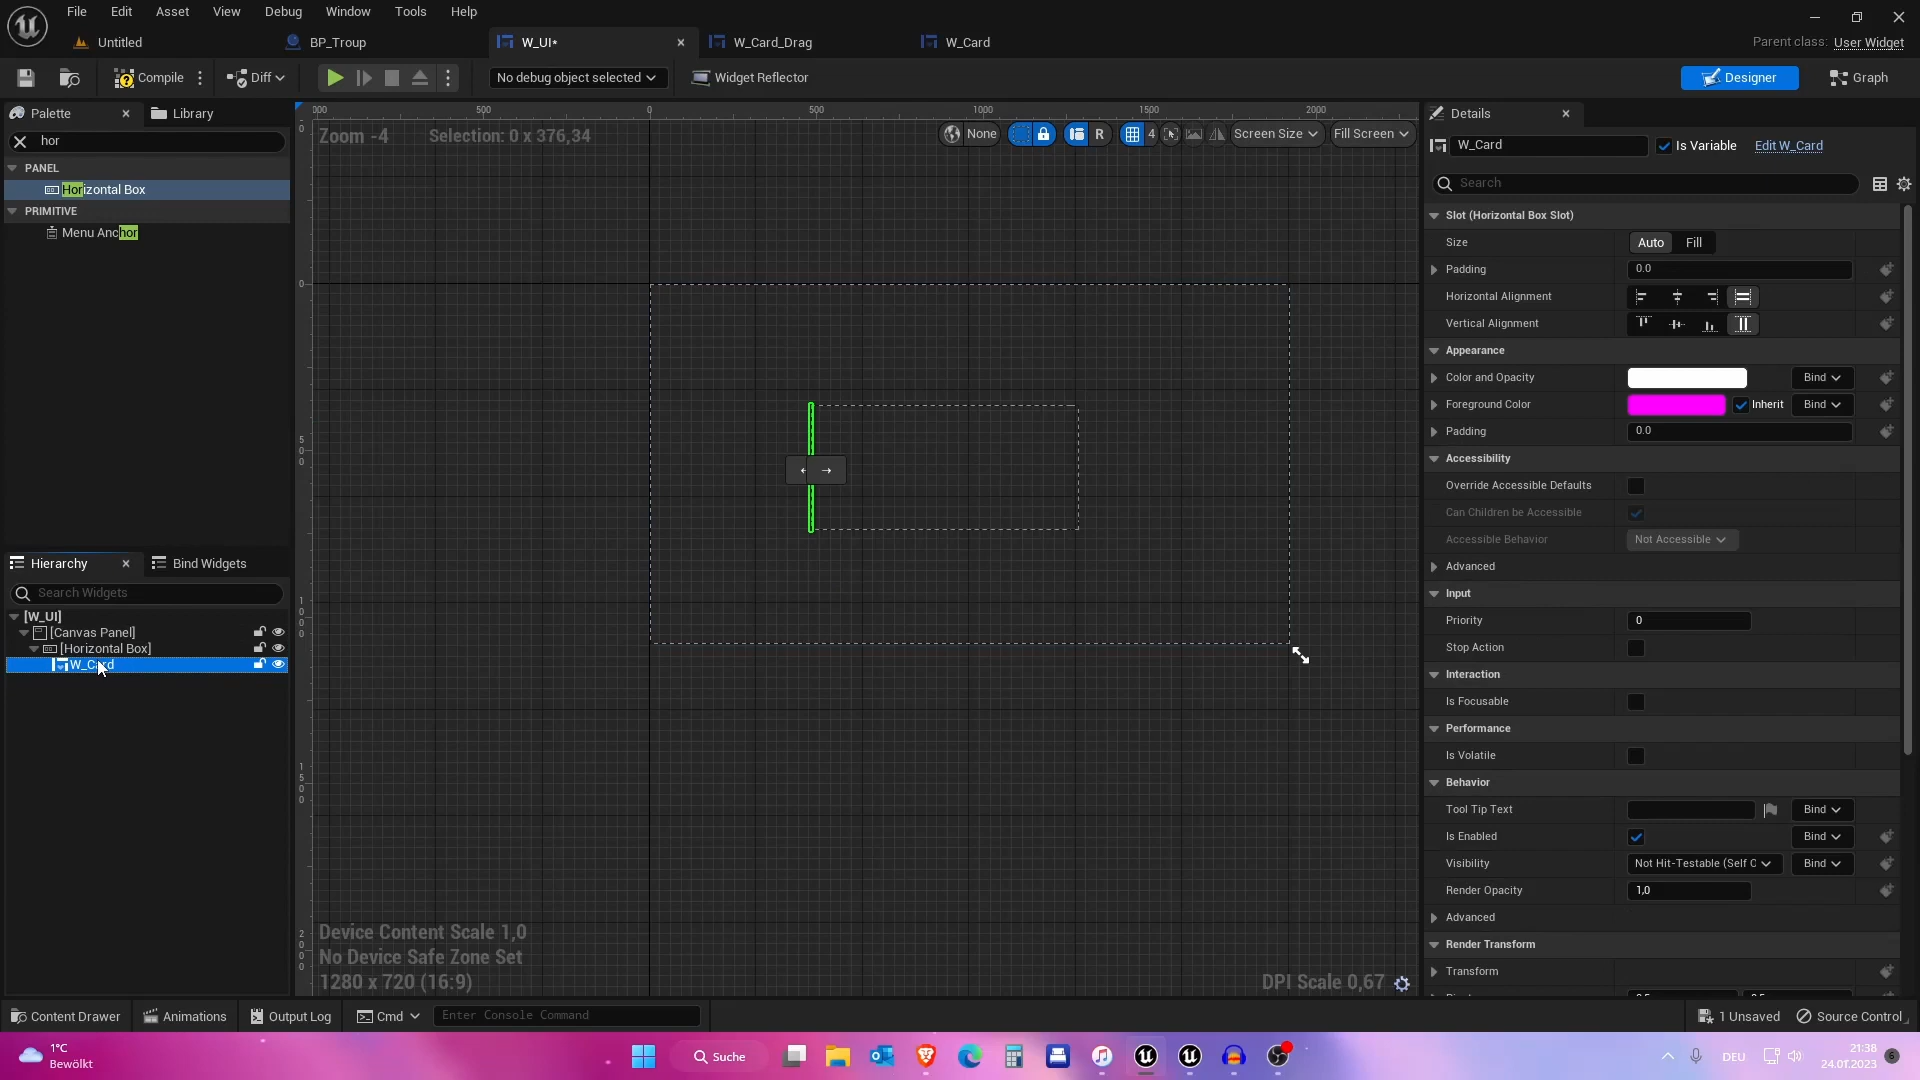 File Edit Asset View Debug Window Tools Help
Untitled
BP_Troup
W_UI*
W_Card_Drag
W_Card
Parent class: User Widget
Compile
Diff
No debug object selected
Widget Reflector
Designer
Graph
Palette
Library
hor
PANEL
Horizontal Box
PRIMITIVE
Menu Anchor
Hierarchy
Bind Widgets
Search Widgets
[W_UI]
[Canvas Panel]
[Horizontal Box]
W_Card
500 0 500 1000 1500 2000
Zoom -4
Selection: 0 x 376,34
None
R
4
Screen Size
Fill Screen
Device Content Scale 1,0
No Device Safe Zone Set
1280 x 720 (16:9)
DPI Scale 0,67
Details
W_Card
Is Variable
Edit W_Card
Search
Slot (Horizontal Box Slot)
Size
Auto
Fill
Padding
0.0
Horizontal Alignment
Vertical Alignment
Appearance
Color and Opacity
Bind
Foreground Color
Inherit
Bind
Padding
0.0
Accessibility
Override Accessible Defaults
Can Children be Accessible
Accessible Behavior
Not Accessible
Advanced
Input
Priority
0
Stop Action
Interaction
Is Focusable
Performance
Is Volatile
Behavior
Tool Tip Text
Bind
Is Enabled
Bind
Visibility
Not Hit-Testable (Self C
Bind
Render Opacity
1,0
Advanced
Render Transform
Transform
Content Drawer
Animations
Output Log
Cmd
Enter Console Command
1 Unsaved
Source Control
1°C
Bewölkt
Suche
DEU
21:38
24.01.2023
6